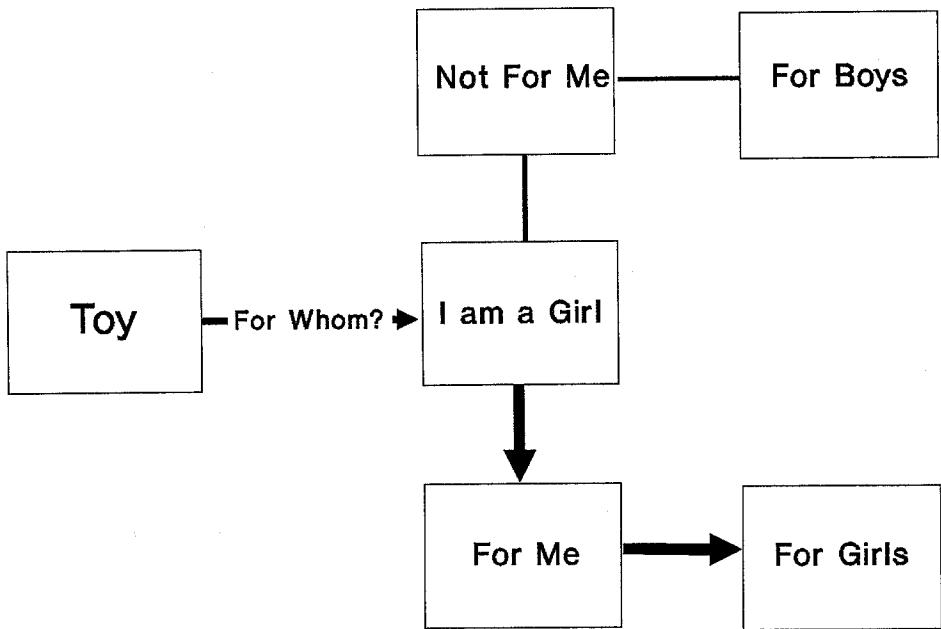 Not For Me
For Boys
Toy
For Whom?
I am a Girl
For Me
For Girls